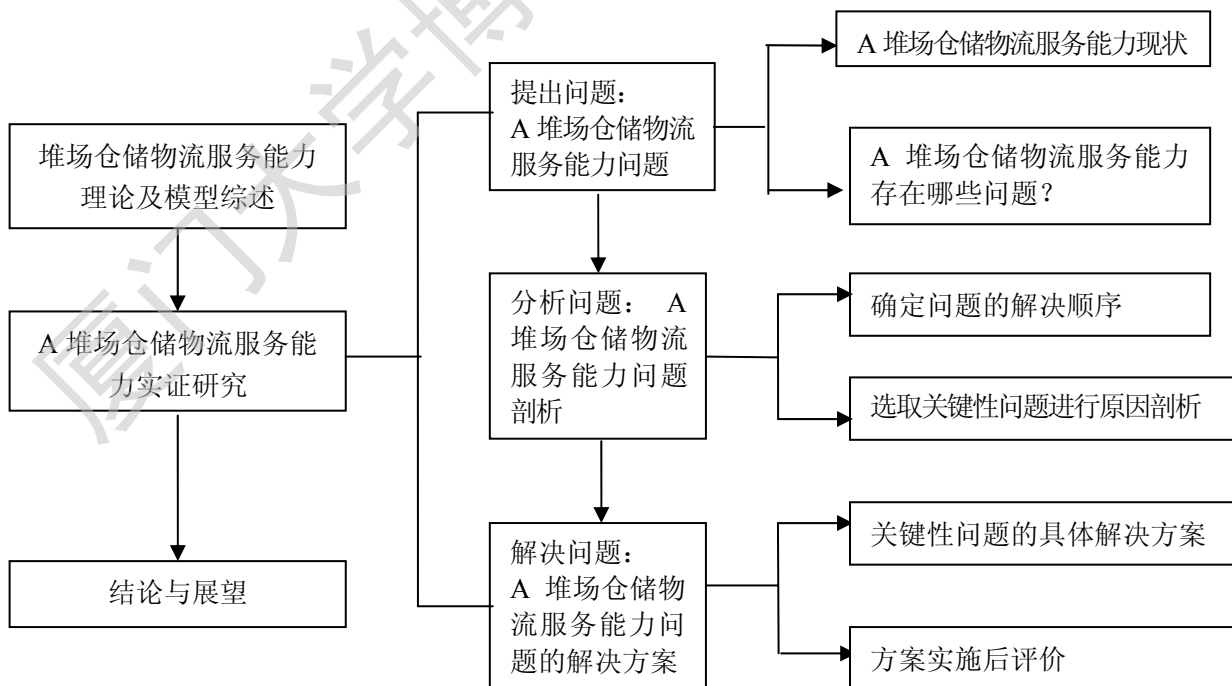 堆场仓储物流服务能力
理论及模型综述
A 堆场仓储物流服务能
力实证研究
结论与展望
提出问题：
A 堆场仓储物流
服务能力问题
分析问题： A
堆场仓储物流
服务能力问题
剖析
解决问题：
A 堆场仓储物
流服务能力问
题的解决方案
A 堆场仓储物流服务能力现状
A 堆场仓储物流服务能力
存在哪些问题？
确定问题的解决顺序
选取关键性问题进行原因剖析
关键性问题的具体解决方案
方案实施后评价
厦门大学博